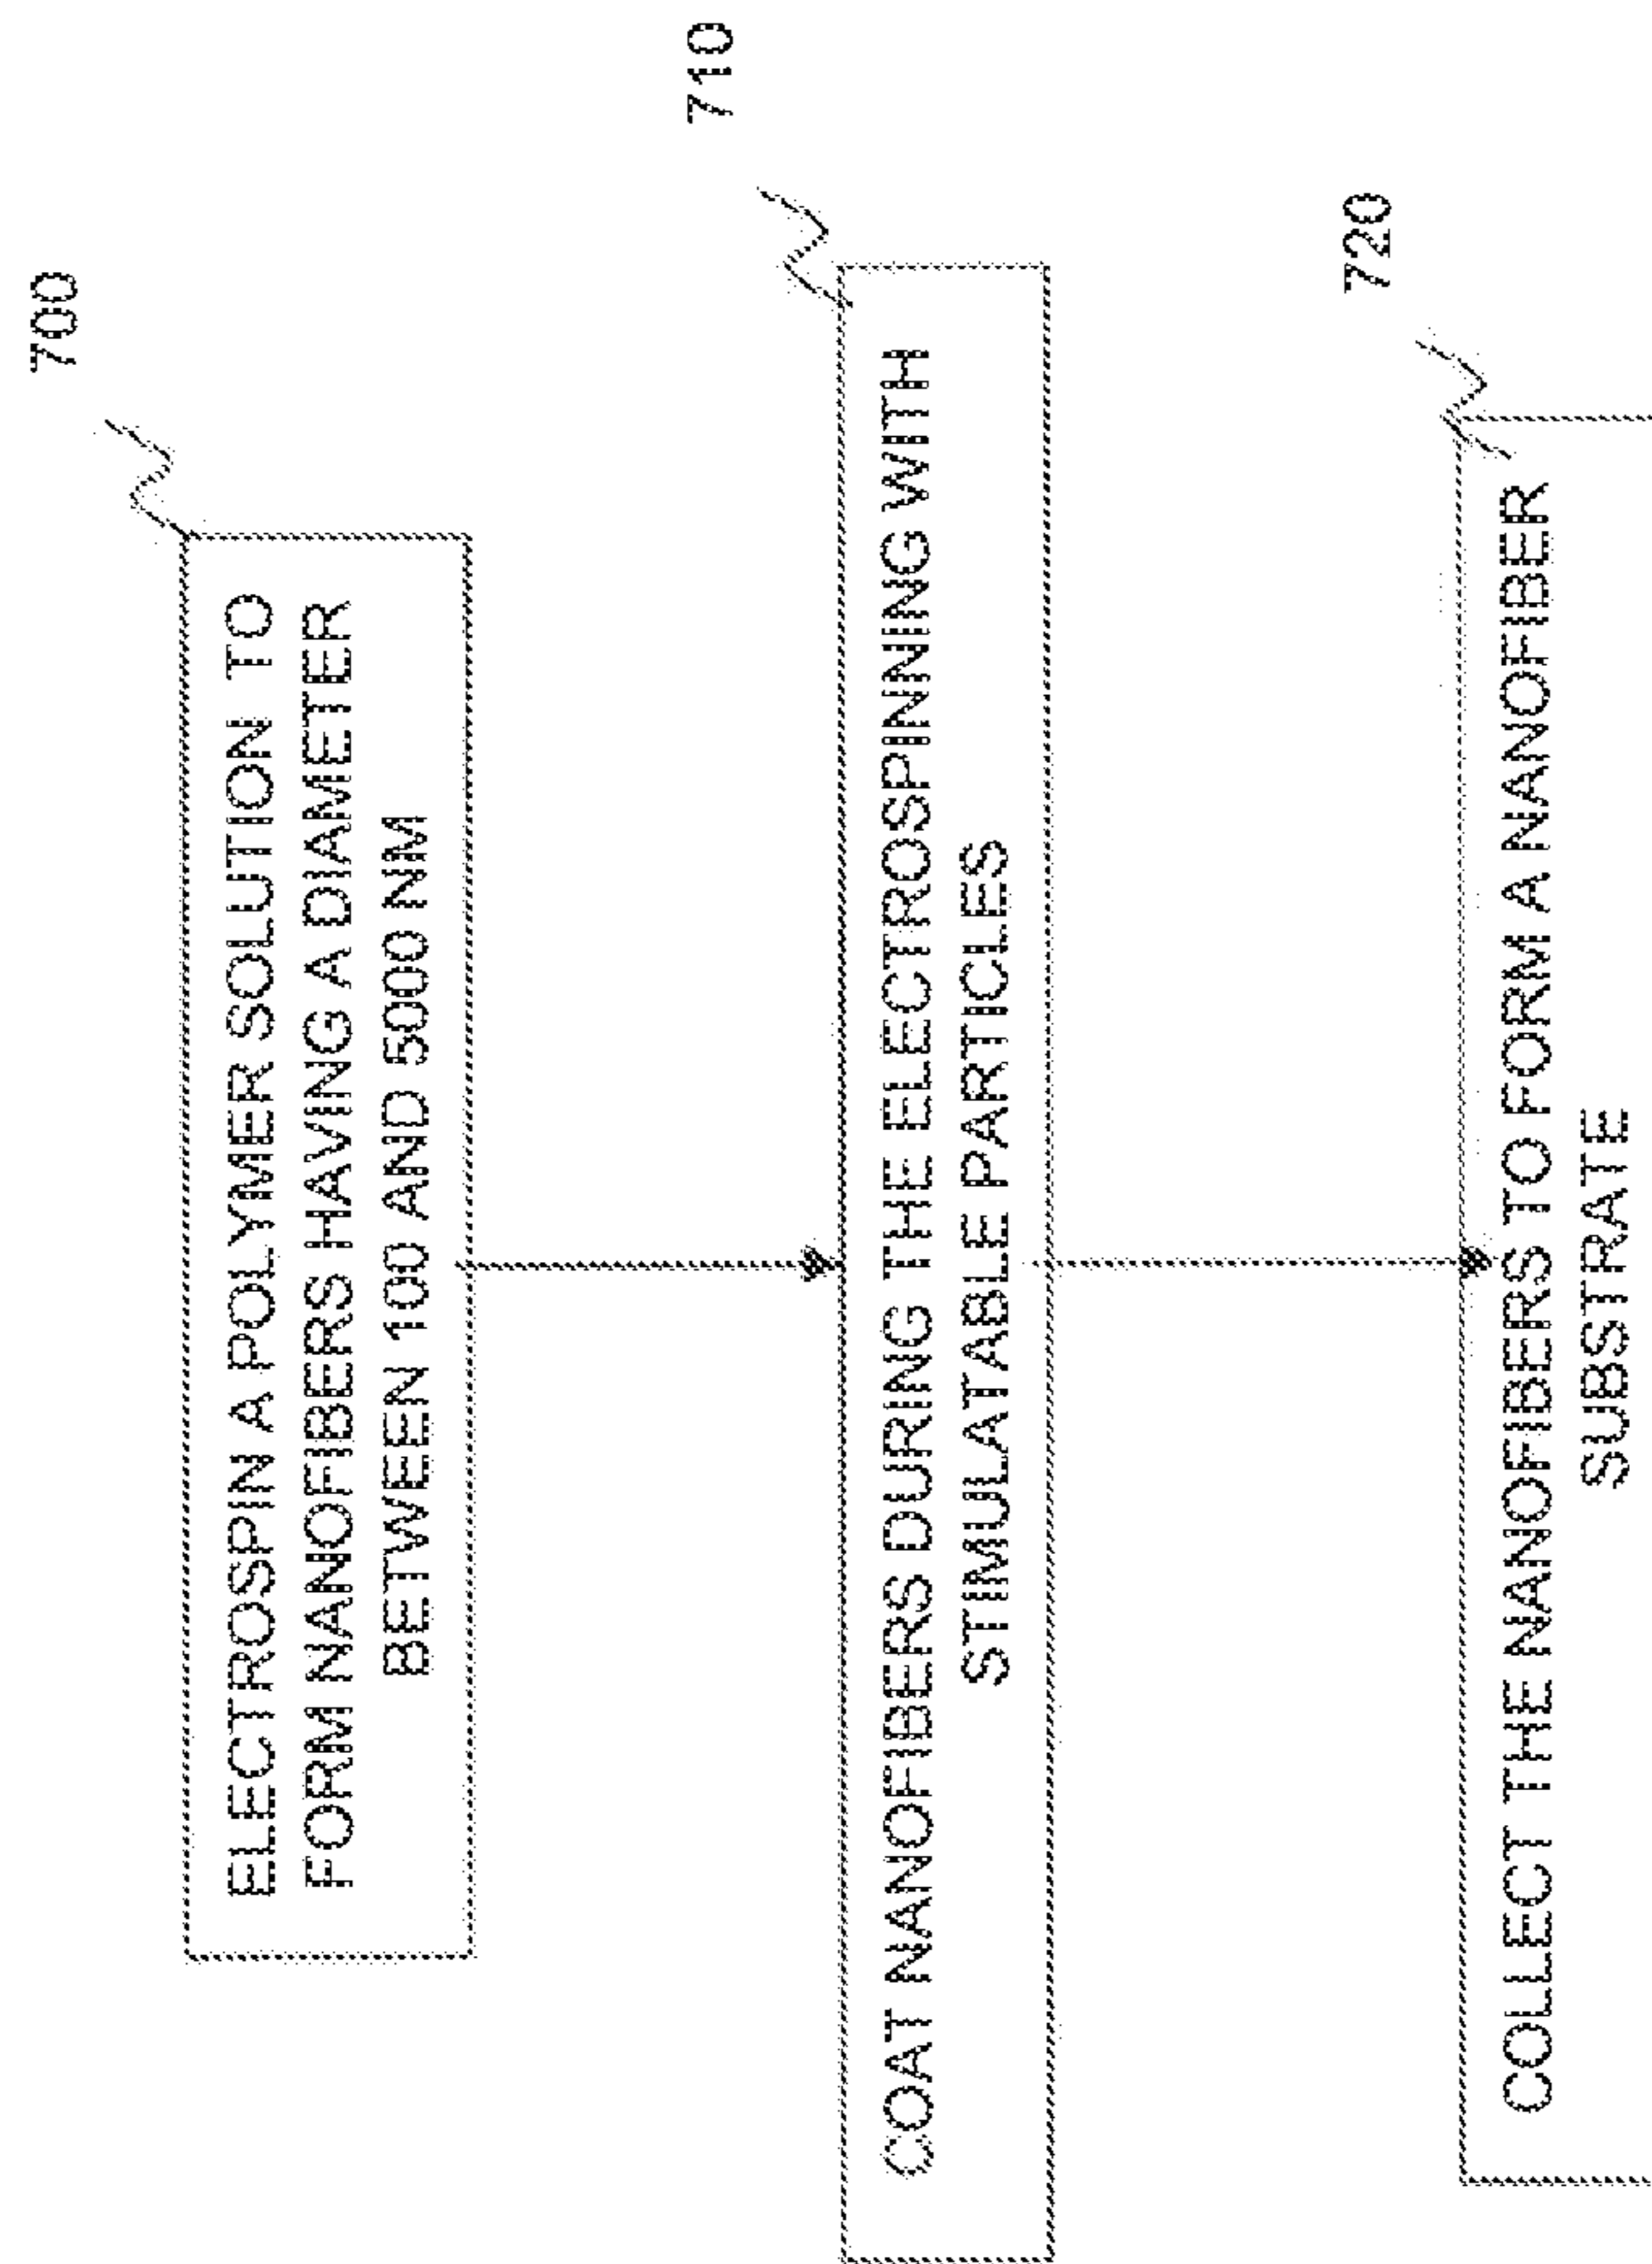 700
ELECTROSPIN A POLYMER SOLUTION TO
FORM NANOFIBERS HAVING A DIAMETER
BETWEEN 100 AND 5000 NM
710
COAT NANOFIBERS DURING THE ELECTROSPINNING WITH
STIMULATABLE PARTICLES
720
COLLECT THE NANOFIBERS TO FORM A NANOFIBER
SUBSTRATE